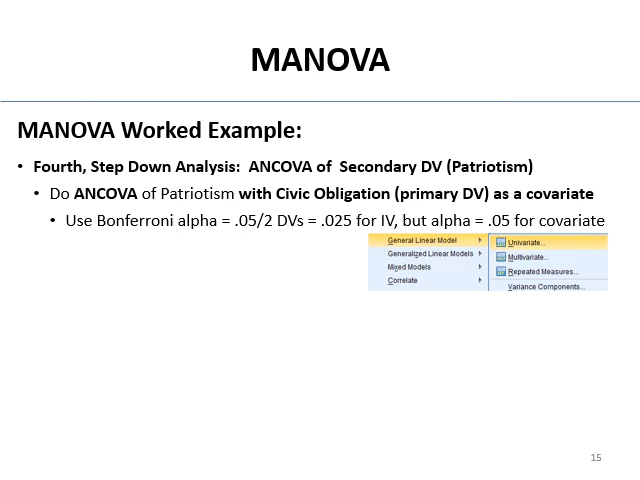 MANOVA
MANOVA Worked Example:
• Fourth, Step Down Analysis: ANCOVA of Secondary DV (Patriotism)
• Do ANCOVA of Patriotism with Civic Obligation (primary DV) as a covariate
• Use Bonferroni alpha = .05/2 DVs = .025 for IV, but alpha = .05 for covariate
General Linear Model
Generalized Linear Models
Mixed Models
Correlate
Univariate...
Multivariate...
Repeated Measures...
Variance Components...
15